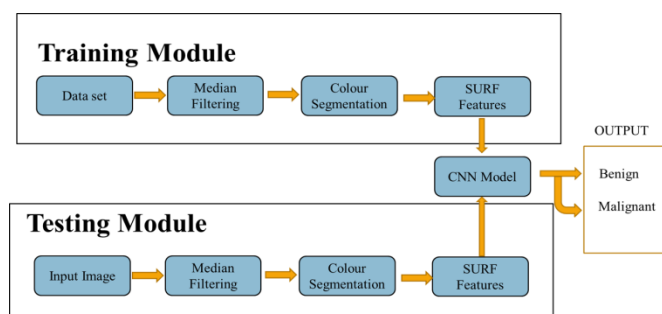 Training Module
Data set
Median
Filtering
Colour
Segmentation
SURF
Features
CNN Model
OUTPUT
Benign
Malignant
Testing Module
Input Image
Median
Filtering
Colour
Segmentation
SURF
Features